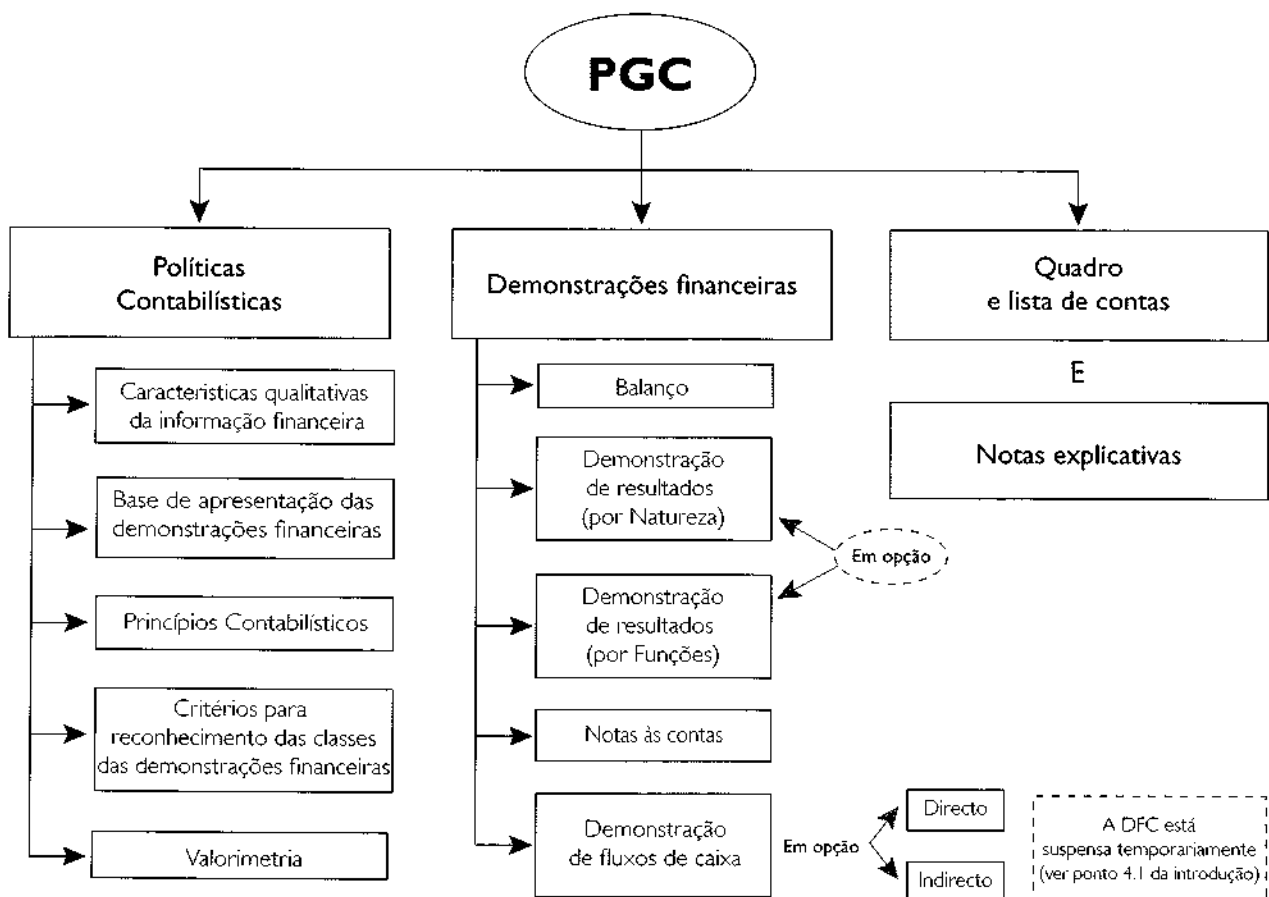 PGC
Políticas
Contabilísticas
Caracteristicas qualitativas
da informação financeira
Base de apresentação das
demonstrações financeiras
Princípios Contabilísticos
Critérios para
reconhecimento das classes
das demonstrações financeiras
Valorimetria
Demonstrações financeiras
Balanço
Demonstração
de resultados
(por Natureza)
Em opção
Demonstração
de resultados
(por Funções)
Notas às contas
Demonstração
de fluxos de caixa
Em opção
Directo
Indirecto
A DFC está
suspensa temporariamente
(ver ponto 4.1 da introdução)
Quadro
e lista de contas
E
Notas explicativas